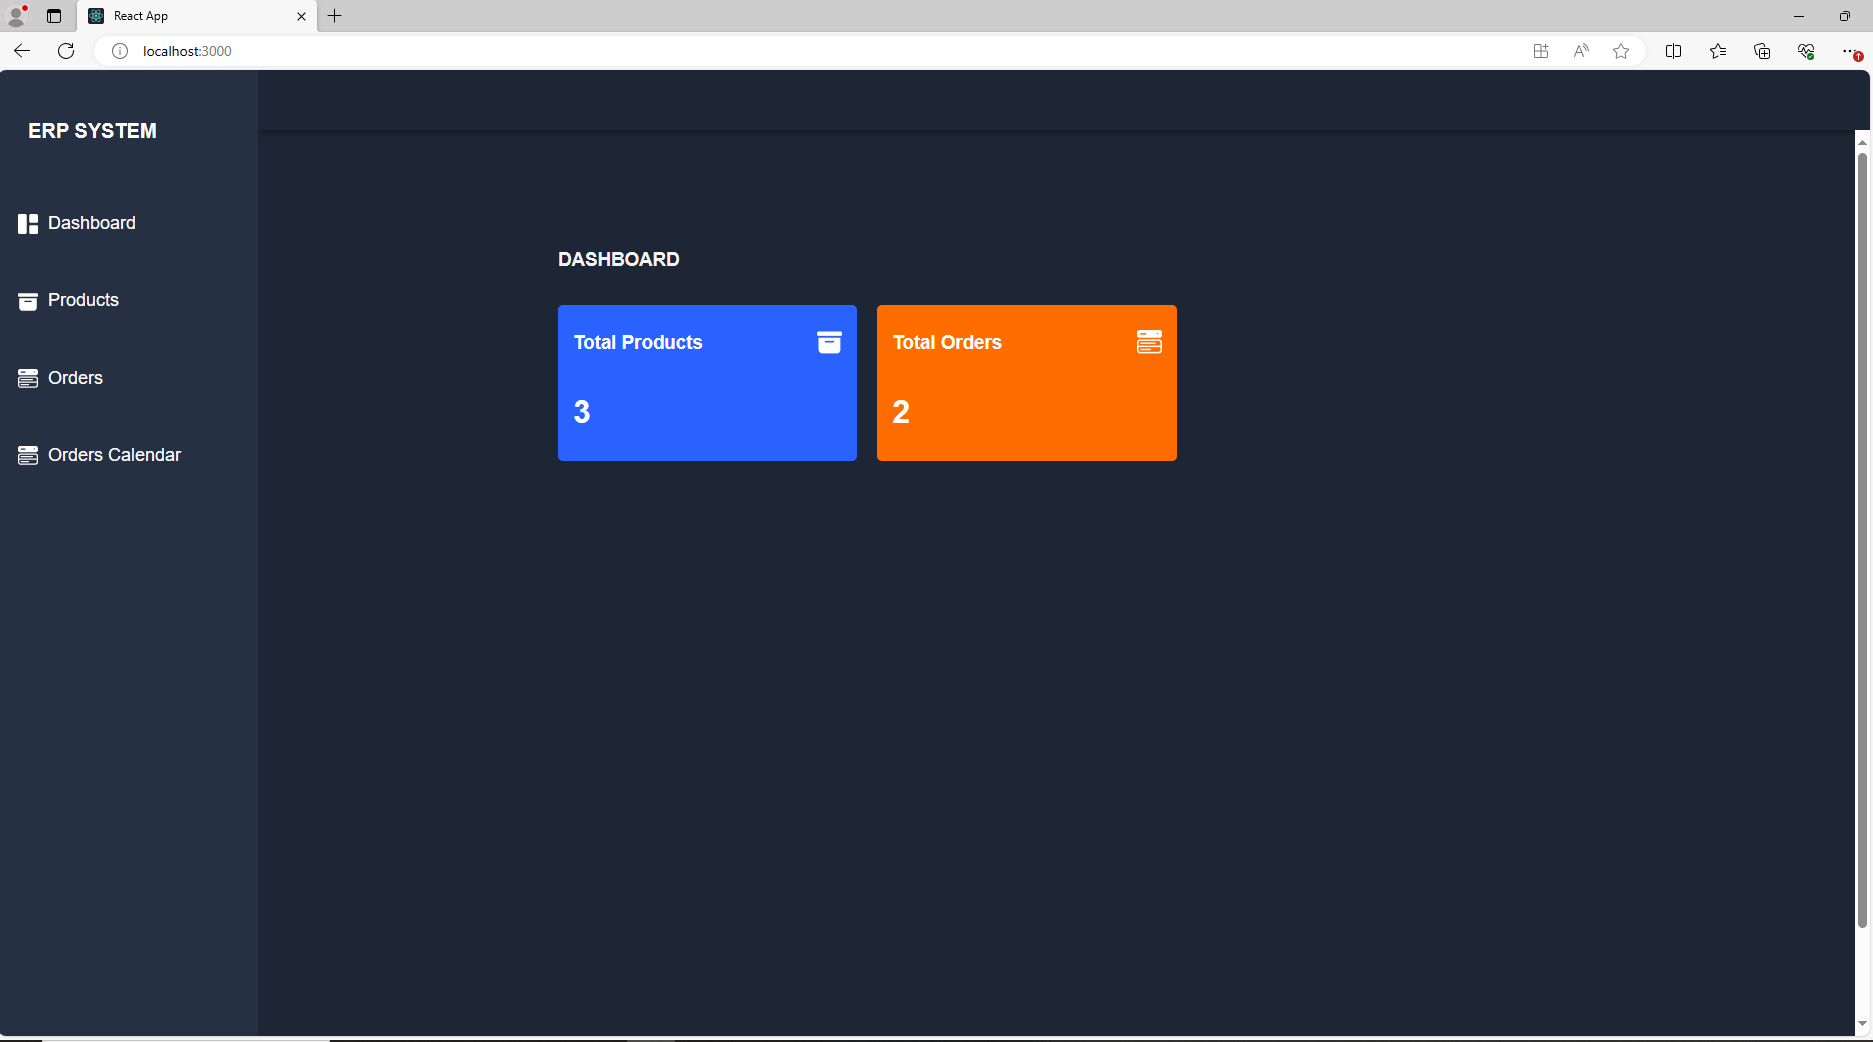 React App
localhost:3000
ERP SYSTEM
Dashboard
Products
Orders
Orders Calendar
DASHBOARD
Total Products
3
Total Orders
2